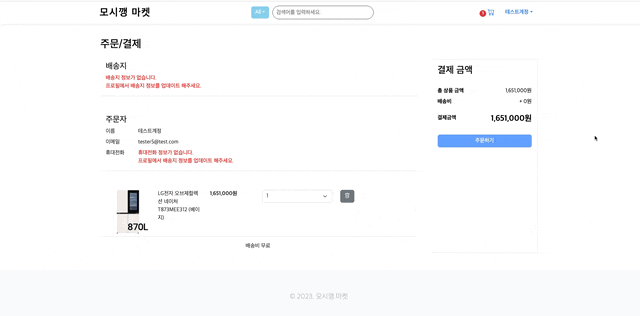 모시깽 마켓
All
검색어를 입력하세요
1
테스트계정
주문/결제
배송지
배송지 정보가 없습니다.
프로필에서 배송지 정보를 업데이트 해주세요.
주문자
이름 테스트계정
이메일 tester5@test.com
휴대전화 휴대전화 정보가 없습니다.
프로필에서 배송지 정보를 업데이트 해주세요.
LG전자 오브제컬렉
션 네이처
T873MEE312 (베이
지)
1,651,000원
1
870L
배송비 무료
결제 금액
총 상품 금액 1,651,000원
배송비 + 0원
결제금액 1,651,000원
주문하기
© 2023, 모시깽 마켓